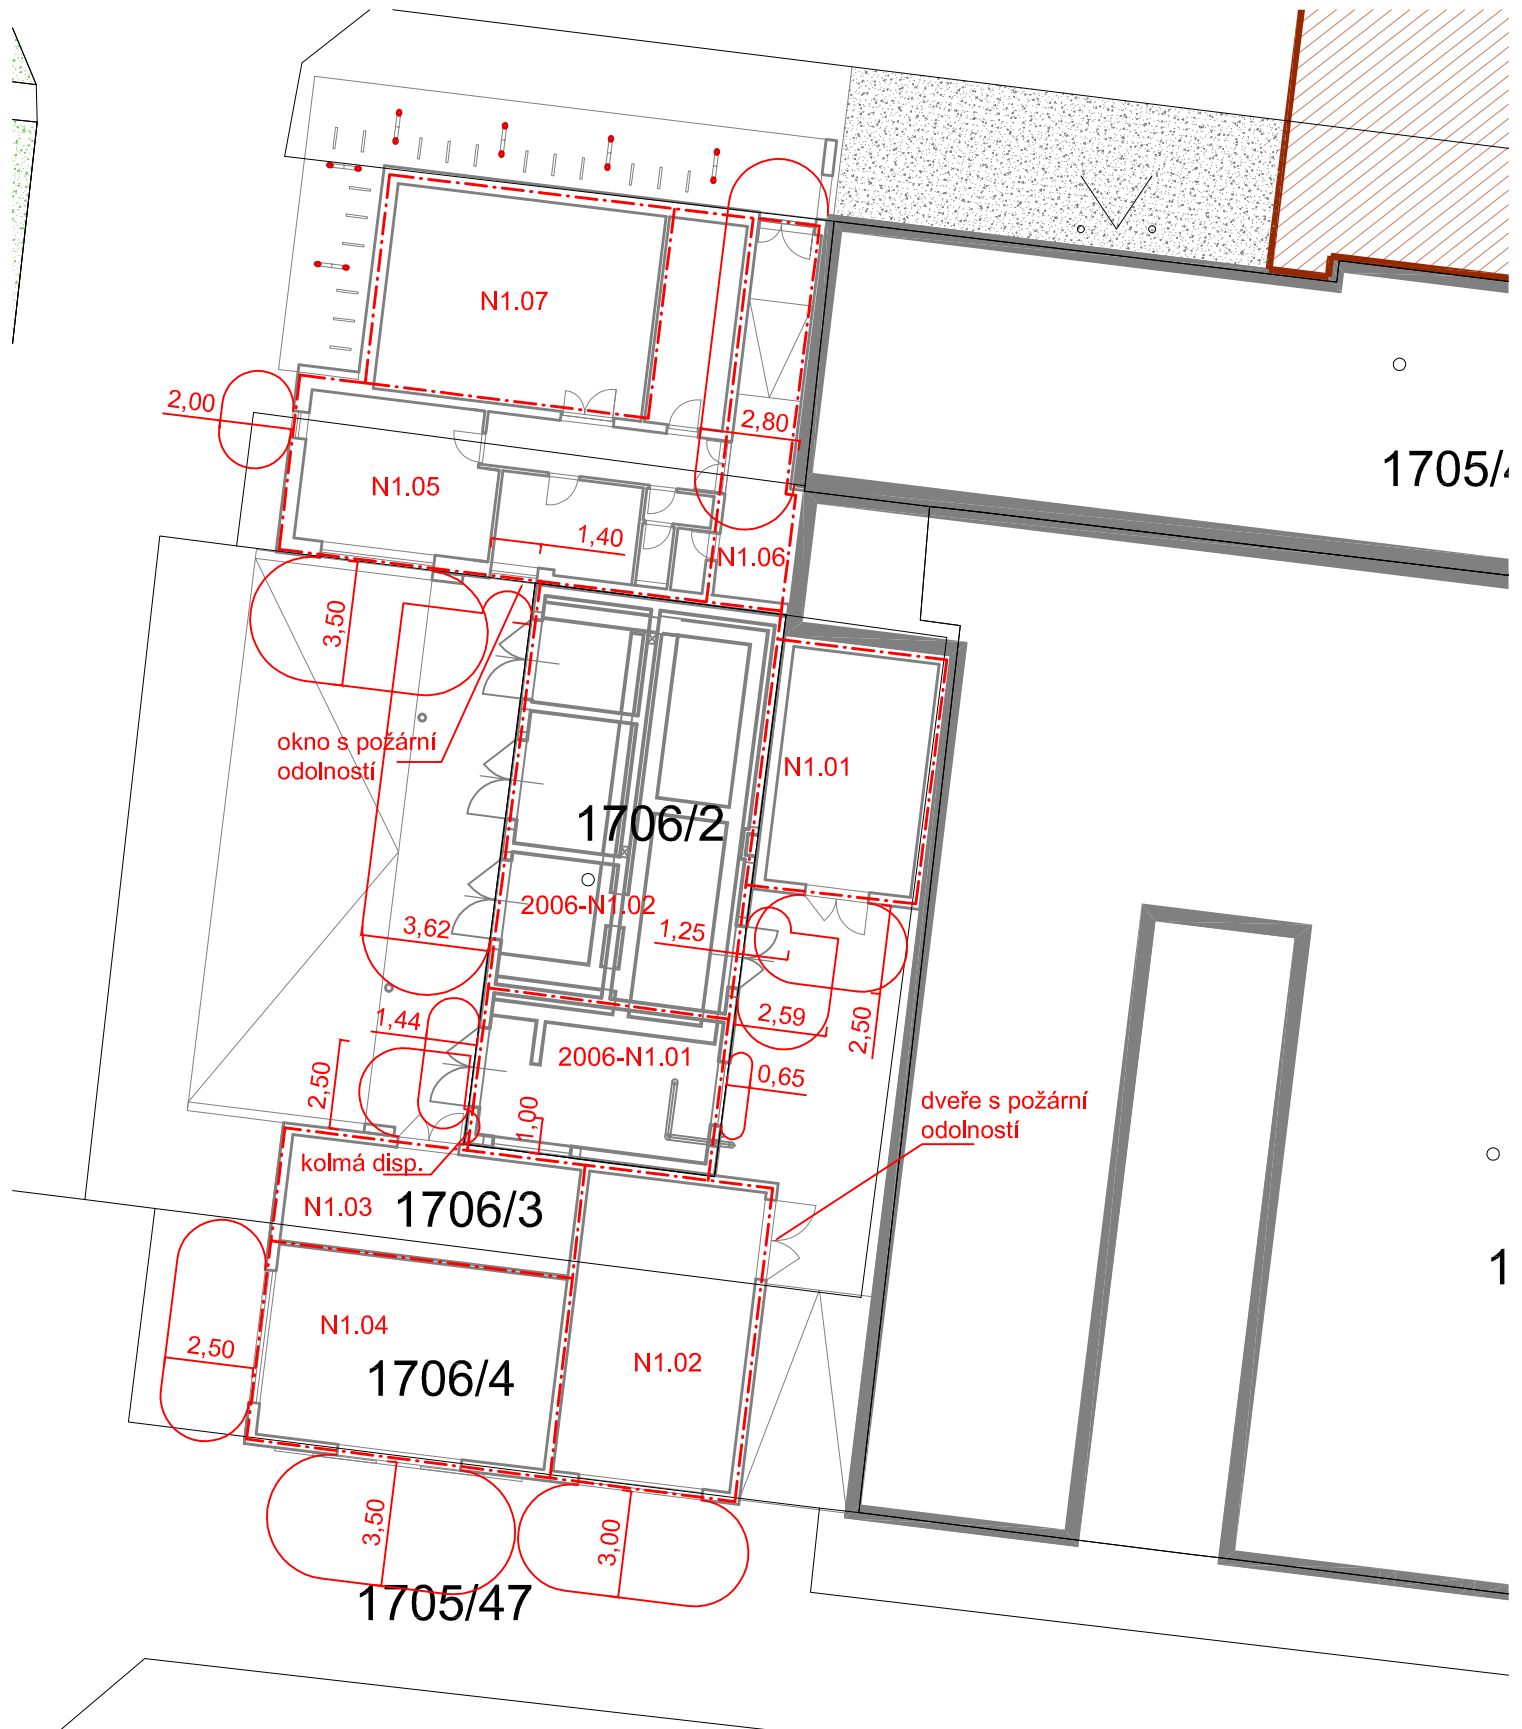 N1.07
2,00
2,80
1705/4
N1.05
1,40
N1.06
3,50
okno s požární
odolností
N1.01
1706/2
2006-N1.02
3,62
1,25
1,44
2,59
2,50
2006-N1.01
2,50
0,65
1,00
dveře s požární
odolností
kolmá disp.
N1.03
1706/3
1
N1.04
2,50
1706/4
N1.02
3,50
3,00
1705/47